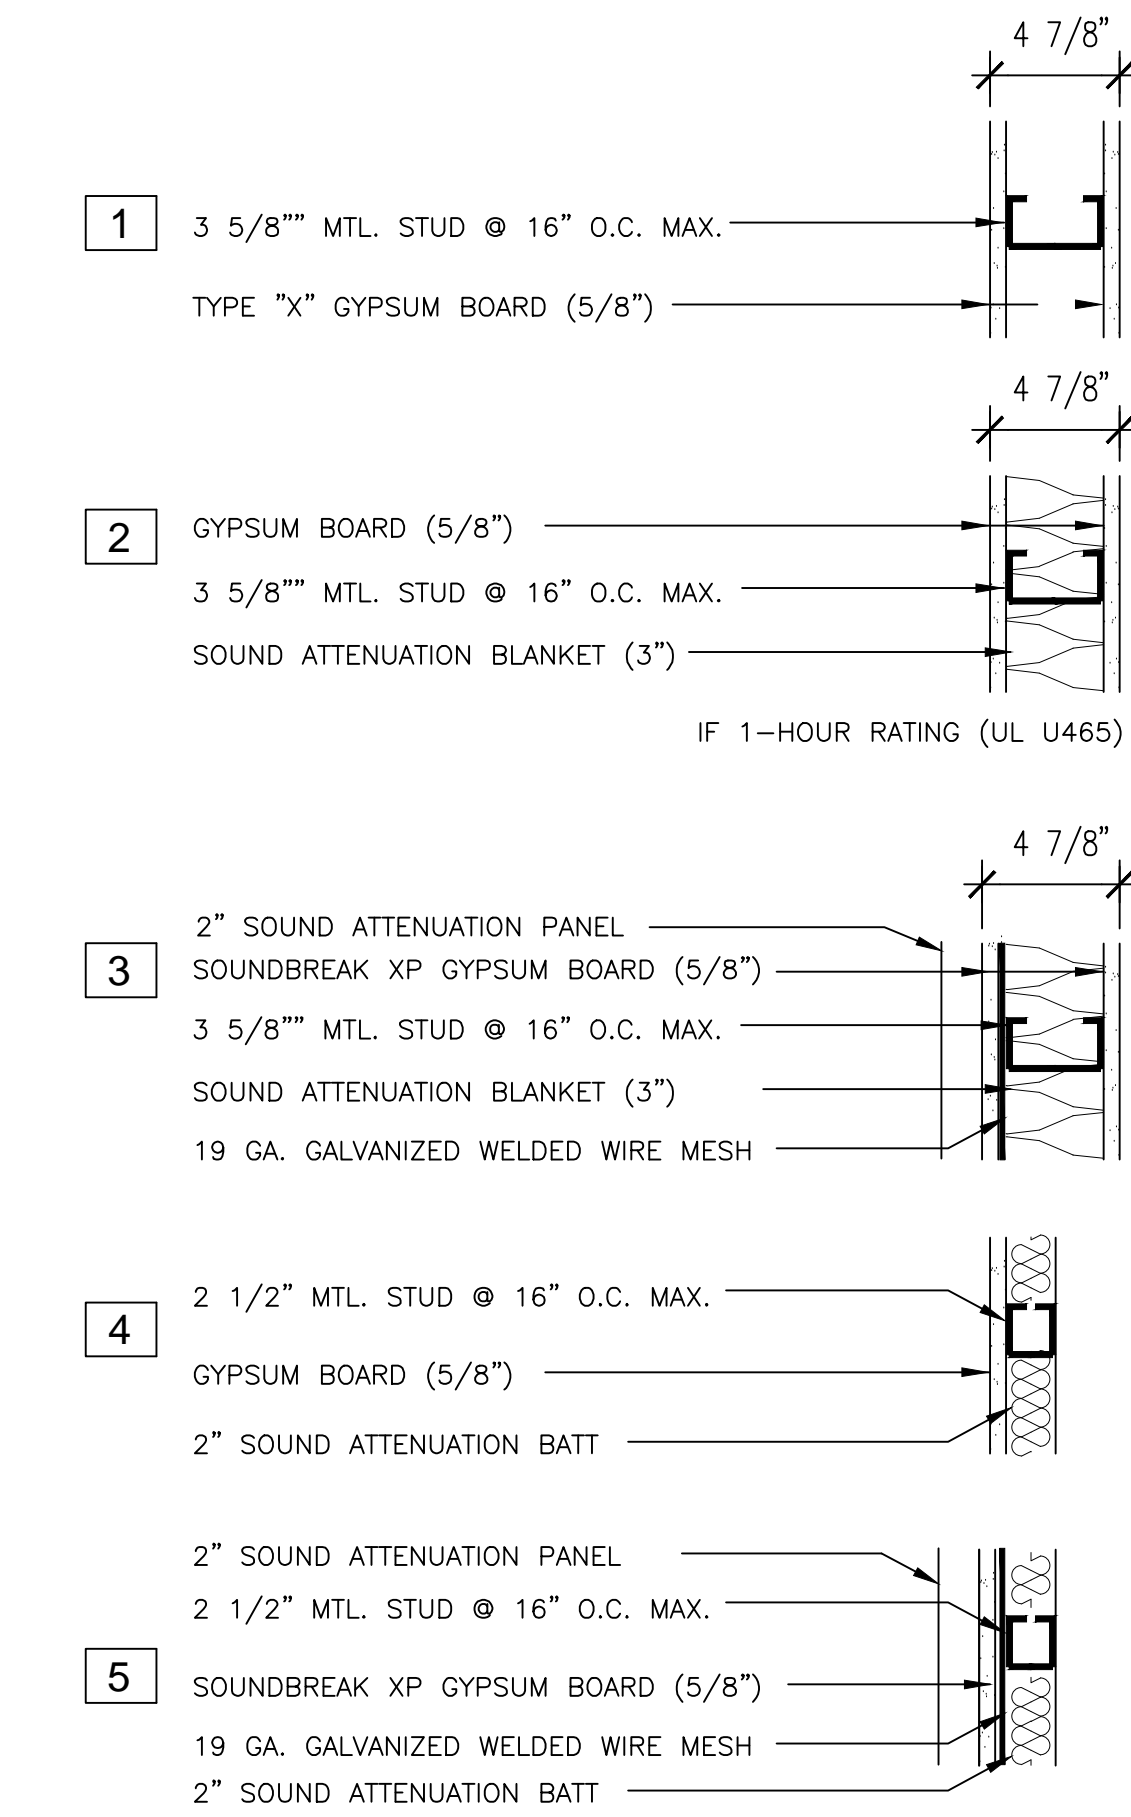 4 7/8”
1
3 5/8”” MTL. STUD @ 16” O.C. MAX.
TYPE ”X” GYPSUM BOARD (5/8”)
4 7/8”
2
GYPSUM BOARD (5/8”)
3 5/8”” MTL. STUD @ 16” O.C. MAX.
SOUND ATTENUATION BLANKET (3”)
IF 1-HOUR RATING (UL U465)
4 7/8”
3
2” SOUND ATTENUATION PANEL
SOUNDBREAK XP GYPSUM BOARD (5/8”)
3 5/8”” MTL. STUD @ 16” O.C. MAX.
SOUND ATTENUATION BLANKET (3”)
19 GA. GALVANIZED WELDED WIRE MESH
4
2 1/2” MTL. STUD @ 16” O.C. MAX.
GYPSUM BOARD (5/8”)
2” SOUND ATTENUATION BATT
5
2” SOUND ATTENUATION PANEL
2 1/2” MTL. STUD @ 16” O.C. MAX.
SOUNDBREAK XP GYPSUM BOARD (5/8”)
19 GA. GALVANIZED WELDED WIRE MESH
2” SOUND ATTENUATION BATT